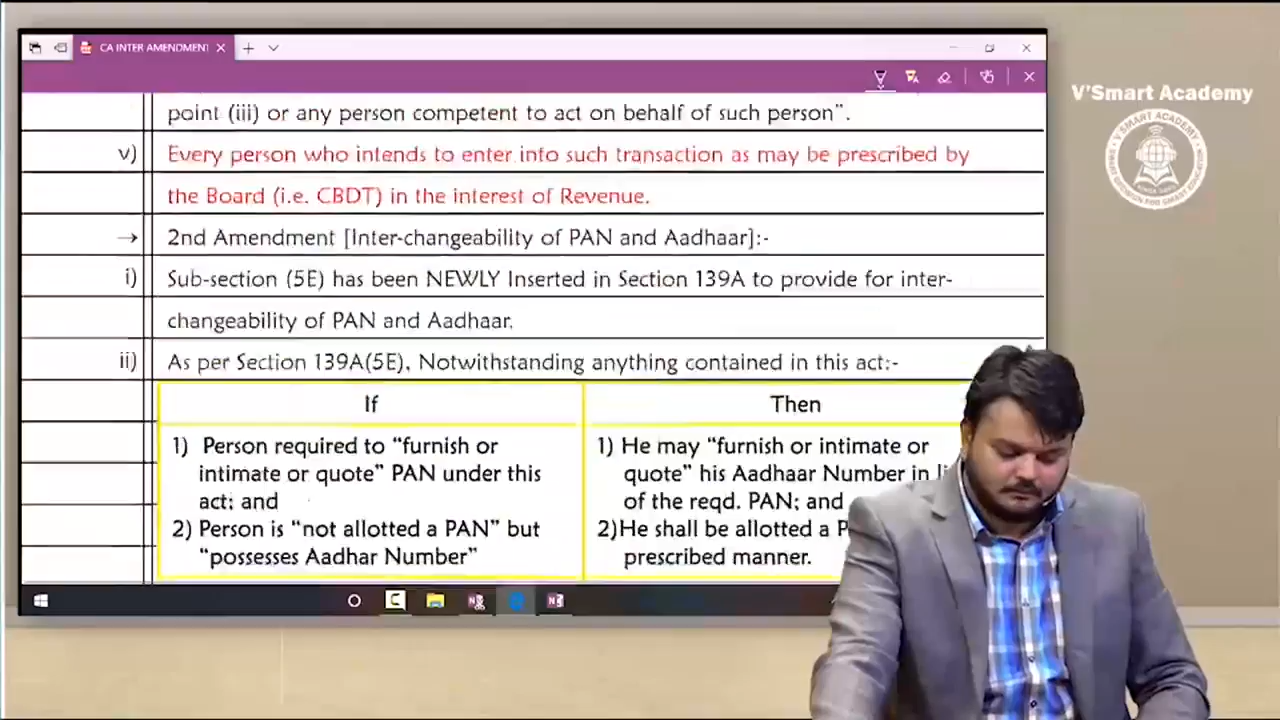 CA INTER AMENDMENT
V'Smart Academy
point (iii) or any person competent to act on behalf of such person".
v) Every person who intends to enter into such transaction as may be prescribed by
the Board (i.e. CBDT) in the interest of Revenue.
→ 2nd Amendment [Inter-changeability of PAN and Aadhaar]:-
i) Sub-section (5E) has been NEWLY Inserted in Section 139A to provide for inter-
changeability of PAN and Aadhaar.
ii) As per Section 139A(5E), Notwithstanding anything contained in this act:-
If
1) Person required to "furnish or
intimate or quote" PAN under this
act; and
2) Person is "not allotted a PAN" but
"possesses Aadhar Number"
Then
1) He may "furnish or intimate or
quote" his Aadhaar Number in
of the reqd. PAN; and
2)He shall be allotted a
prescribed manner.